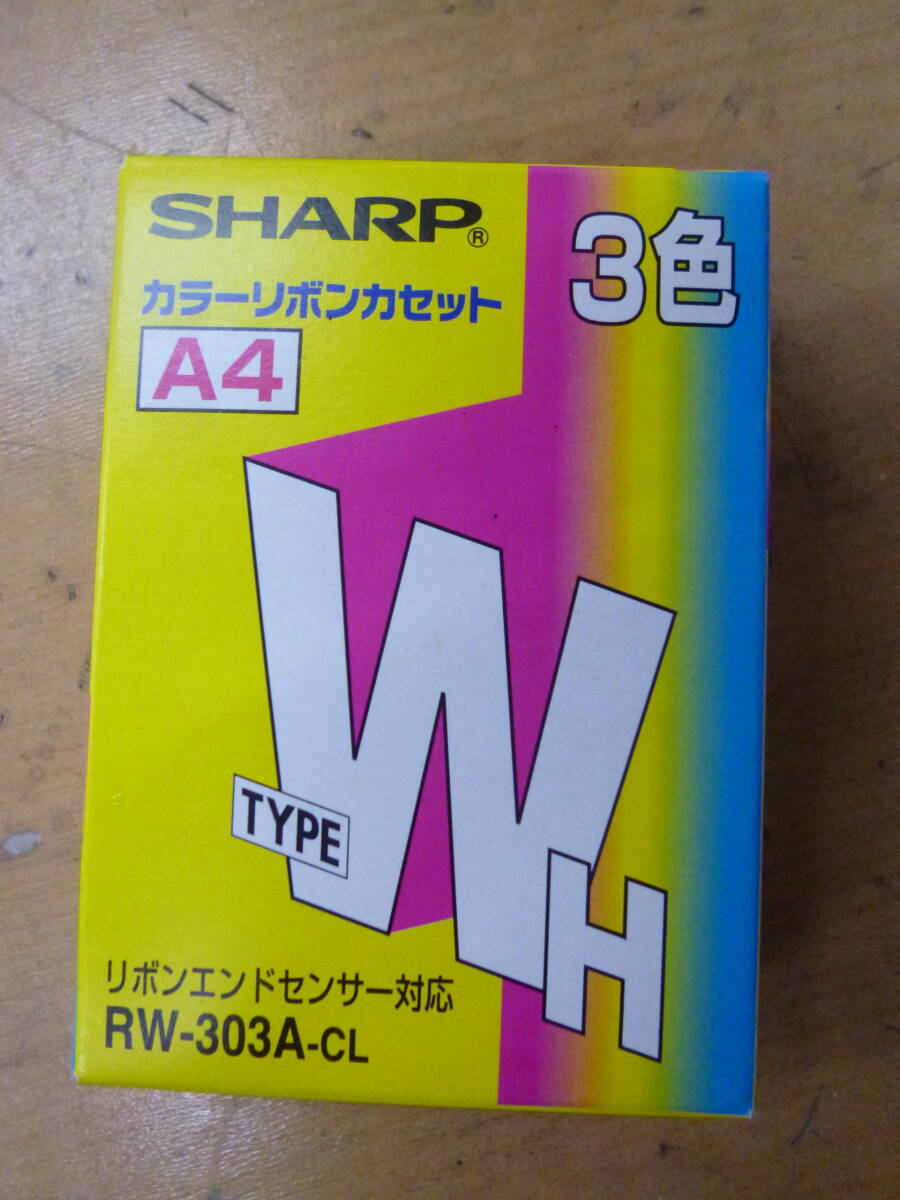 SHARP®
3色
カラーリボンカセット
A4
TYPE
WH
リボンエンドセンサー対応
RW-303A-CL